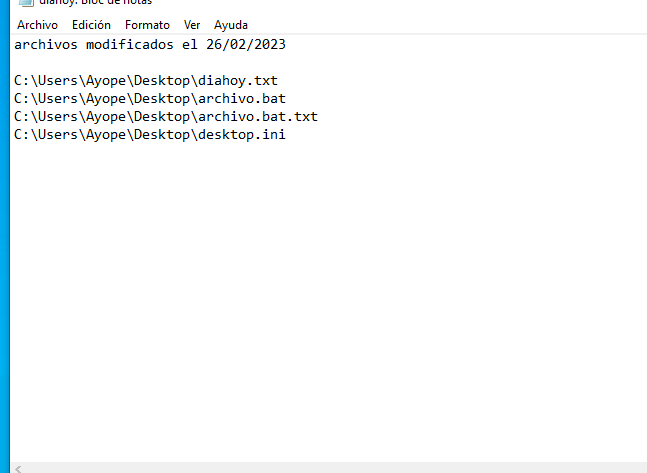 diahoy: Bloc de notas
Archivo Edición Formato Ver Ayuda
archivos modificados el 26/02/2023
C:\Users\Ayope\Desktop\diahoy.txt
C:\Users\Ayope\Desktop\archivo.bat
C:\Users\Ayope\Desktop\archivo.bat.txt
C:\Users\Ayope\Desktop\desktop.ini